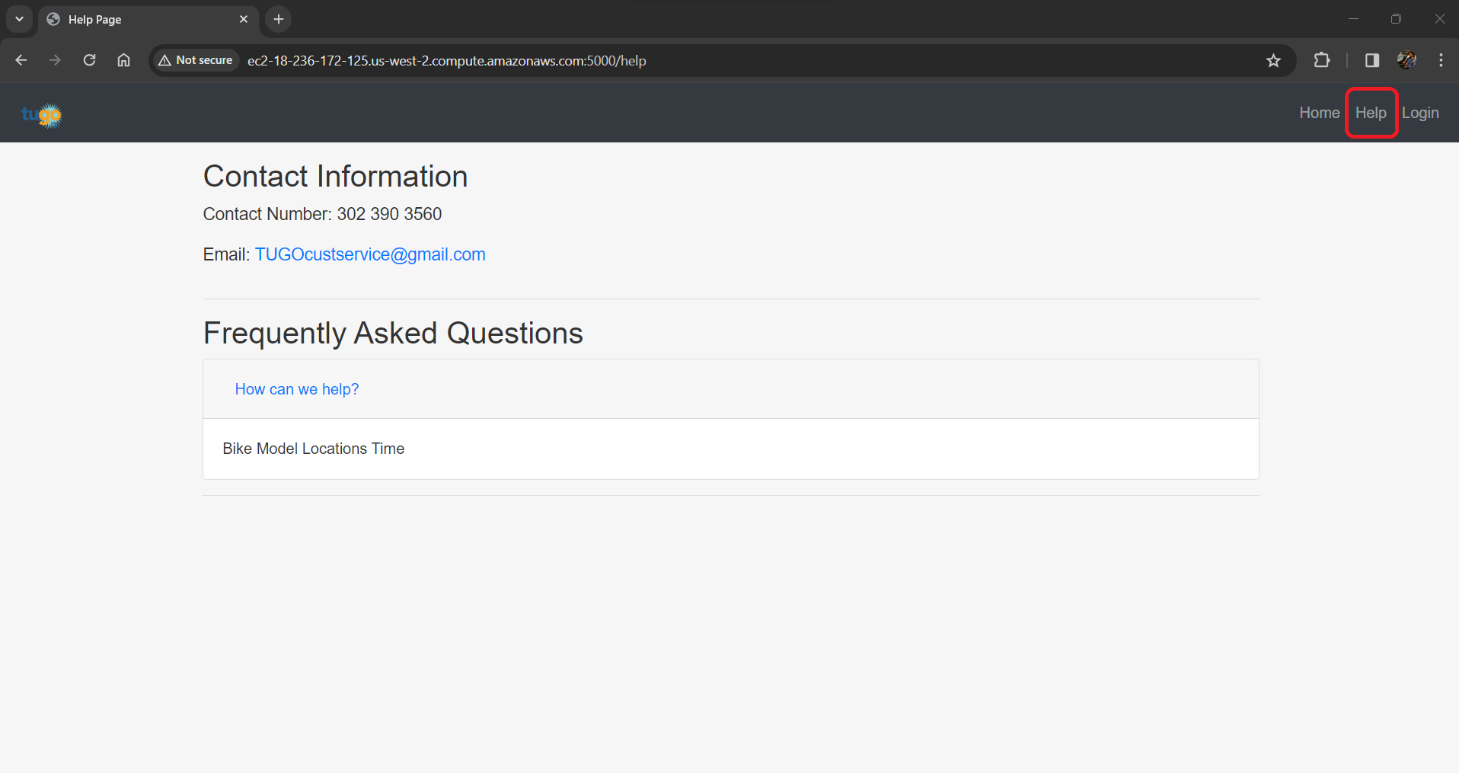 Help Page
Not secure ec2-18-236-172-125.us-west-2.compute.amazonaws.com:5000/help
tugo
Home Help Login
Contact Information
Contact Number: 302 390 3560
Email: TUGOcustservice@gmail.com
Frequently Asked Questions
How can we help?
Bike Model Locations Time